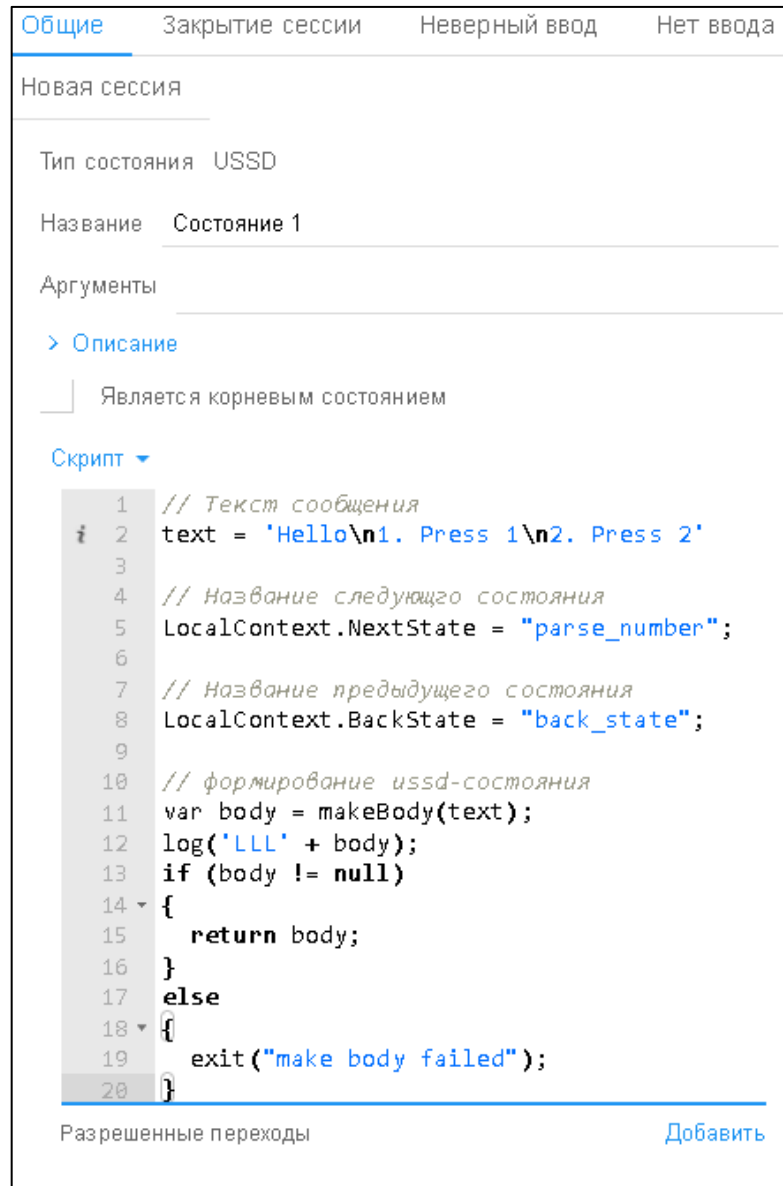 Общие Закрытие сессии Неверный ввод Нет ввода
Новая сессия
Тип состояния USSD
Название Состояние 1
Аргументы
> Описание
Является корневым состоянием
Скрипт
1 // Текст сообщения
i 2 text = 'Hello\n1. Press 1\n2. Press 2'
3
4 // Название следующго состояния
5 LocalContext.NextState = "parse_number";
6
7 // Название предыдущего состояния
8 LocalContext.BackState = "back_state";
9
10 // формирование ussd-состояния
11 var body = makeBody(text);
12 log('LLL' + body);
13 if (body != null)
14 {
15 return body;
16 }
17 else
18 {
19 exit("make body failed");
20 }
Разрешенные переходы Добавить